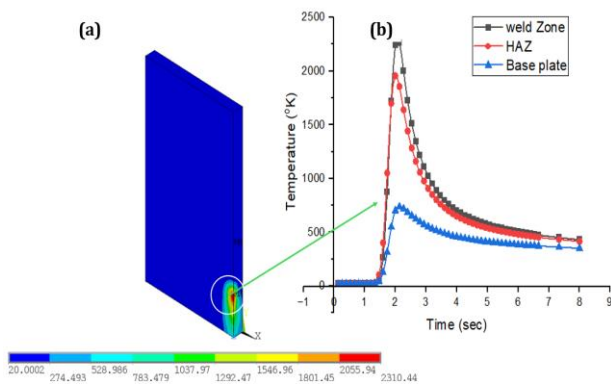 (a)
(b)
weld Zone
HAZ
Base plate
2500
2000
1500
1000
500
0
Temperature (°K)
−1 0 1 2 3 4 5 6 7 8 9
Time (sec)
X
20.0002 528.986 1037.97 1546.96 2055.94
274.493 783.479 1292.47 1801.45 2310.44